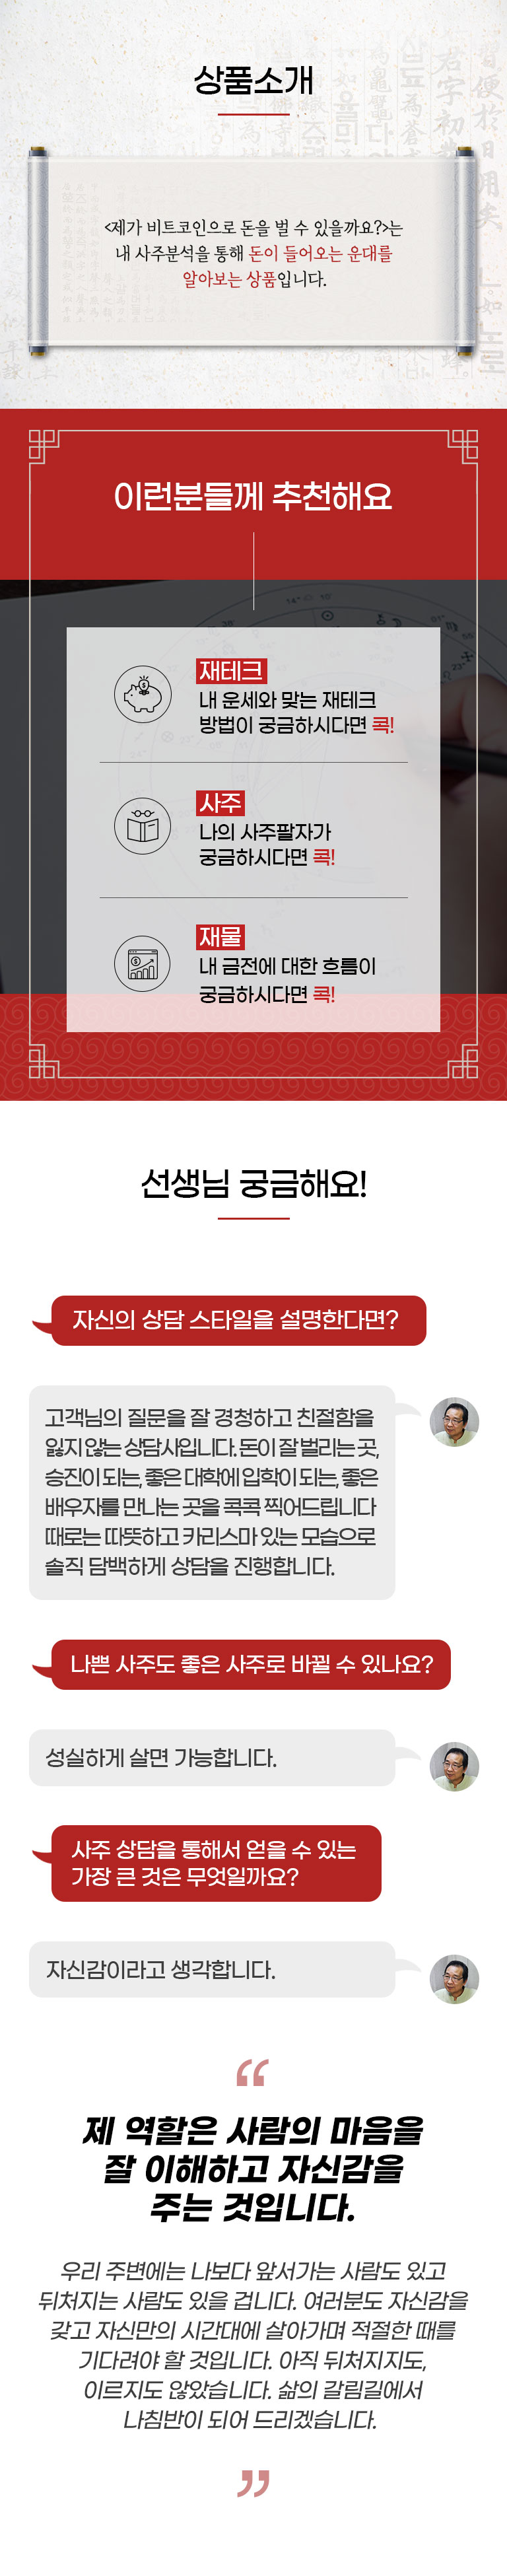 상품소개
<제가 비트코인으로 돈을 벌 수 있을까요?>는
내 사주분석을 통해 돈이 들어오는 운대를
알아보는 상품입니다.
이런분들께 추천해요
재테크
내 운세와 맞는 재테크
방법이 궁금하시다면 콕!
사주
나의 사주팔자가
궁금하시다면 콕!
재물
내 금전에 대한 흐름이
궁금하시다면 콕!
선생님 궁금해요!
자신의 상담 스타일을 설명한다면?
고객님의 질문을 잘 경청하고 친절함을
잃지 않는 상담사입니다. 돈이 잘 벌리는 곳,
승진이 되는, 좋은 대학에 입학이 되는, 좋은
배우자를 만나는 곳을 콕콕 찍어드립니다
때로는 따뜻하고 카리스마 있는 모습으로
솔직 담백하게 상담을 진행합니다.
나쁜 사주도 좋은 사주로 바뀔 수 있나요?
성실하게 살면 가능합니다.
사주 상담을 통해서 얻을 수 있는
가장 큰 것은 무엇일까요?
자신감이라고 생각합니다.
“
제 역할은 사람의 마음을
잘 이해하고 자신감을
주는 것입니다.
우리 주변에는 나보다 앞서가는 사람도 있고
뒤처지는 사람도 있을 겁니다. 여러분도 자신감을
갖고 자신만의 시간대에 살아가며 적절한 때를
기다려야 할 것입니다. 아직 뒤처지지도,
이르지도 않았습니다. 삶의 갈림길에서
나침반이 되어 드리겠습니다.
”